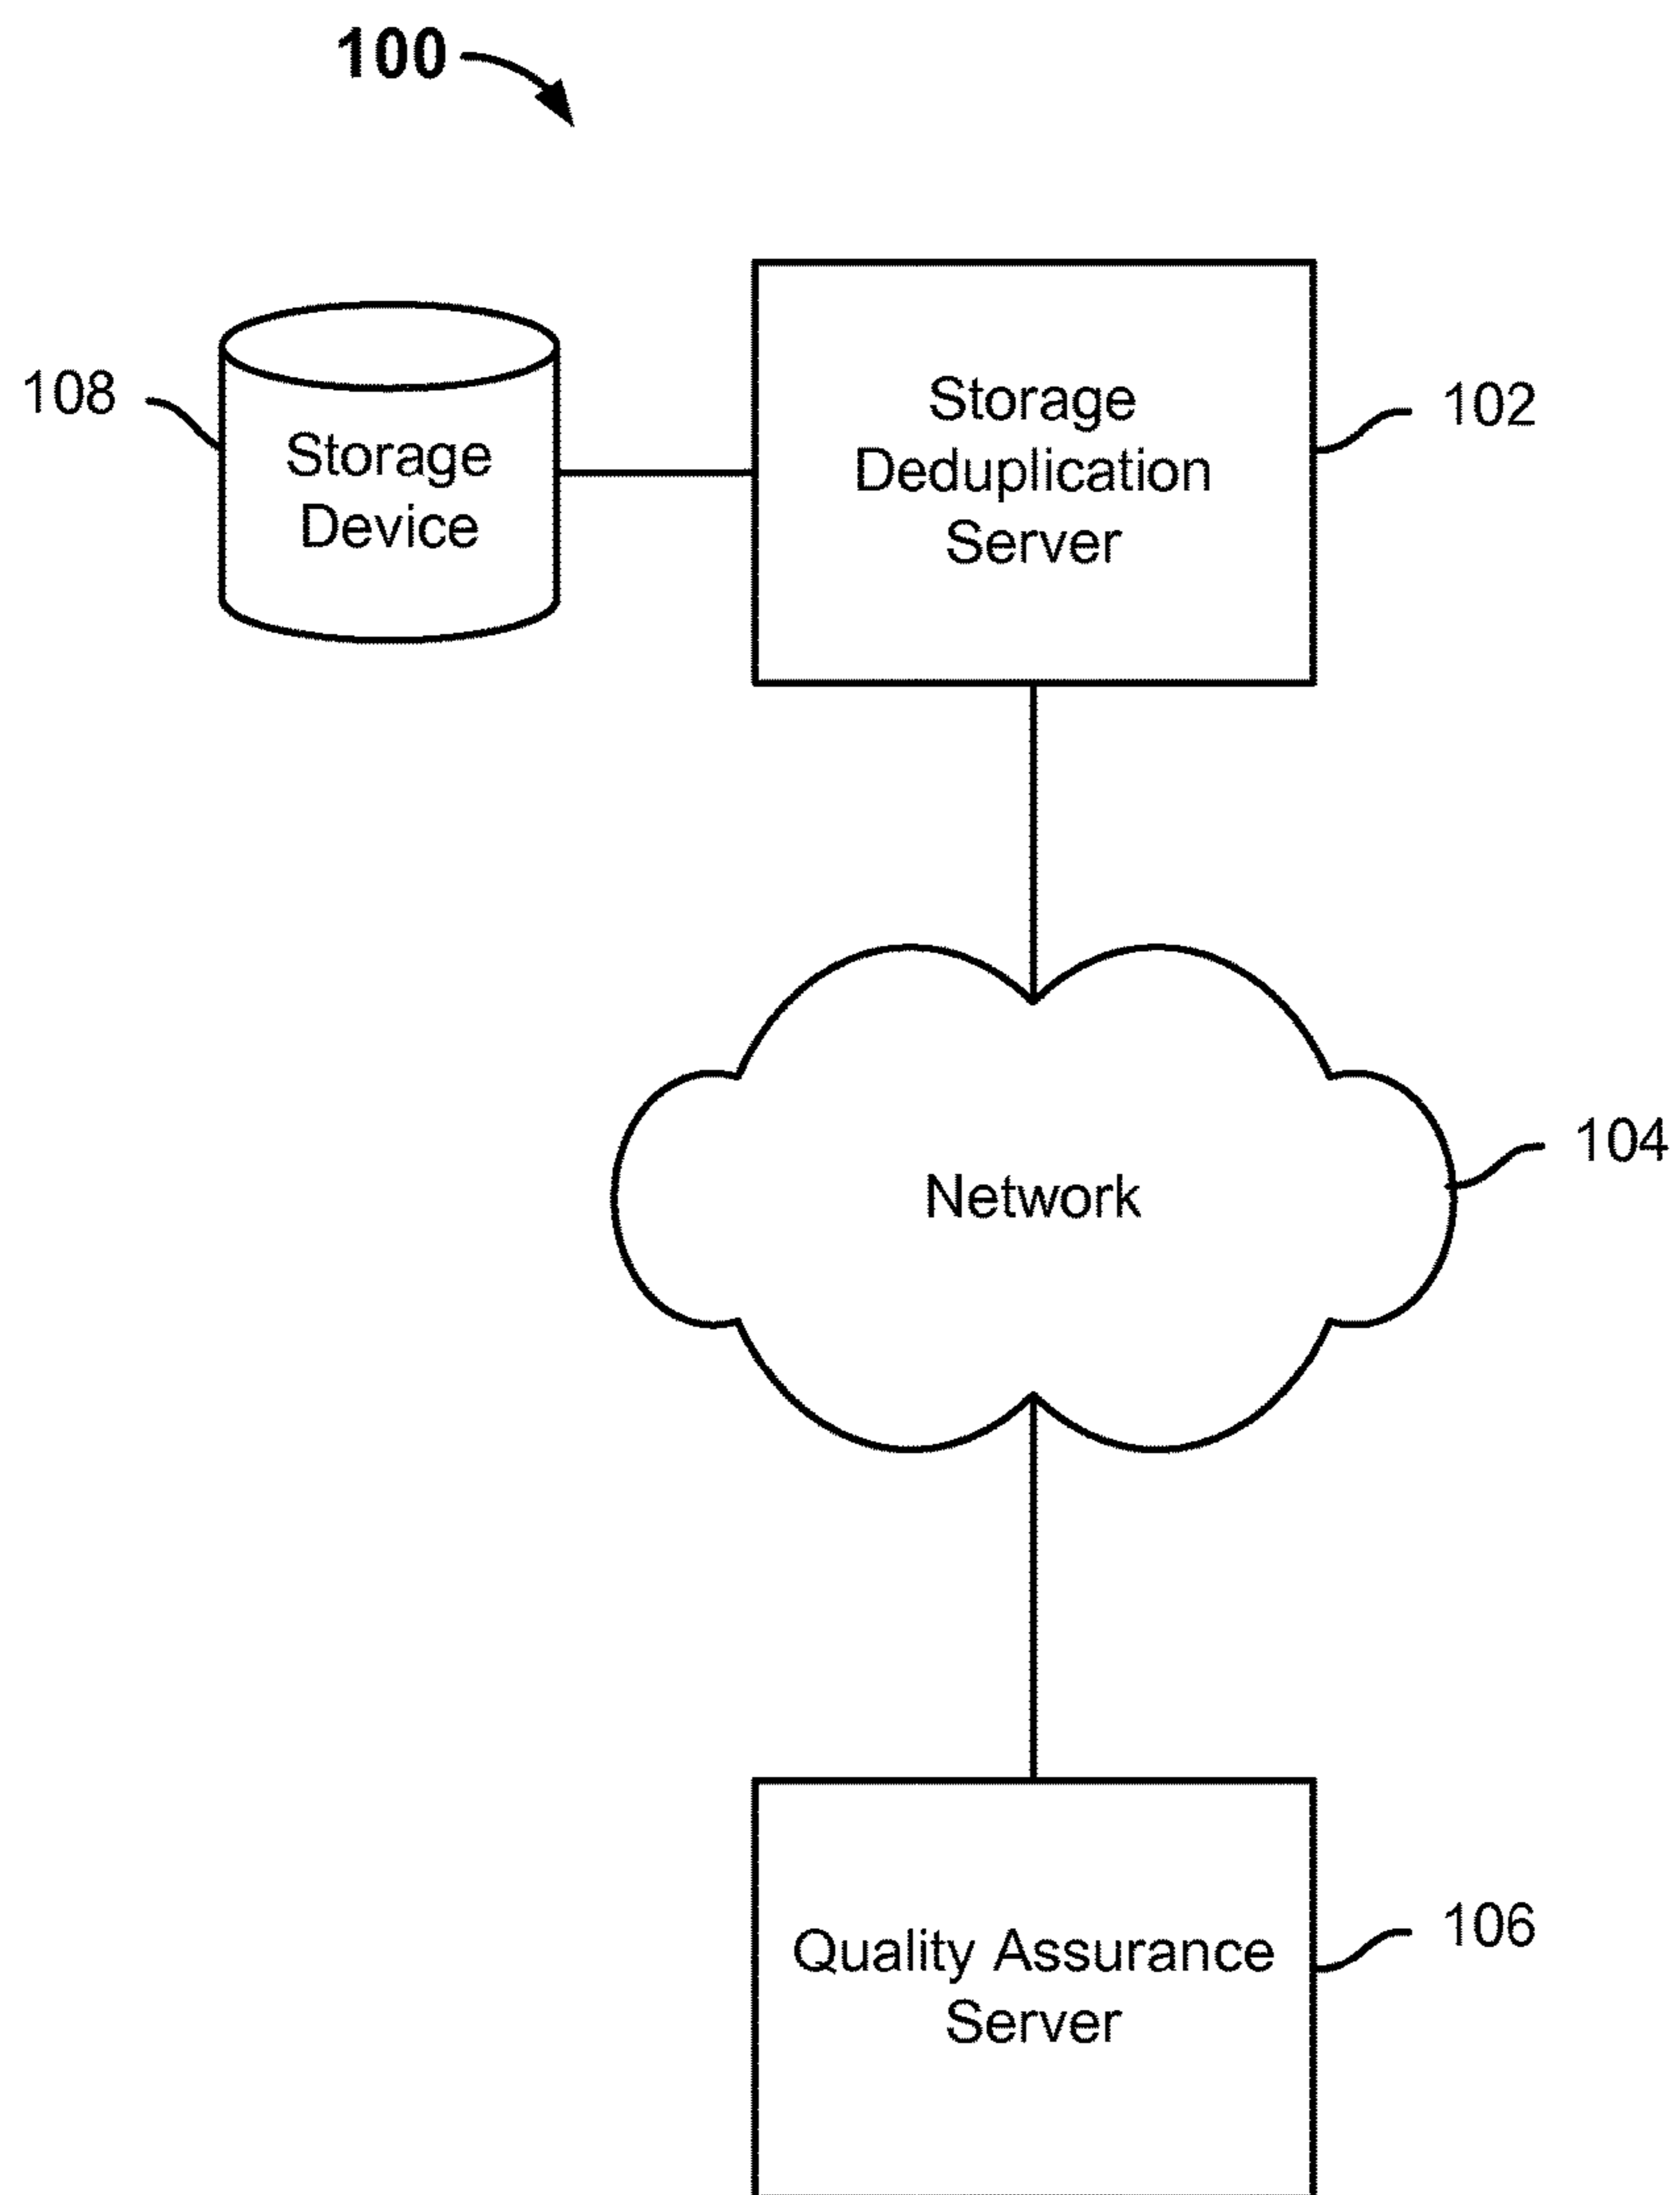 100
108
Storage
Device
Storage
Deduplication
Server
102
Network
104
Quality Assurance
Server
106